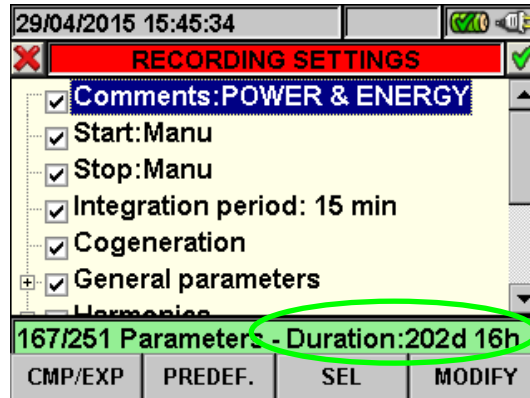 29/04/2015 15:45:34
RECORDING SETTINGS
Comments:POWER & ENERGY
Start:Manu
Stop:Manu
Integration period: 15 min
Cogeneration
General parameters
Harmonics
167/251 Parameters - Duration:202d 16h
CMP/EXP PREDEF. SEL MODIFY